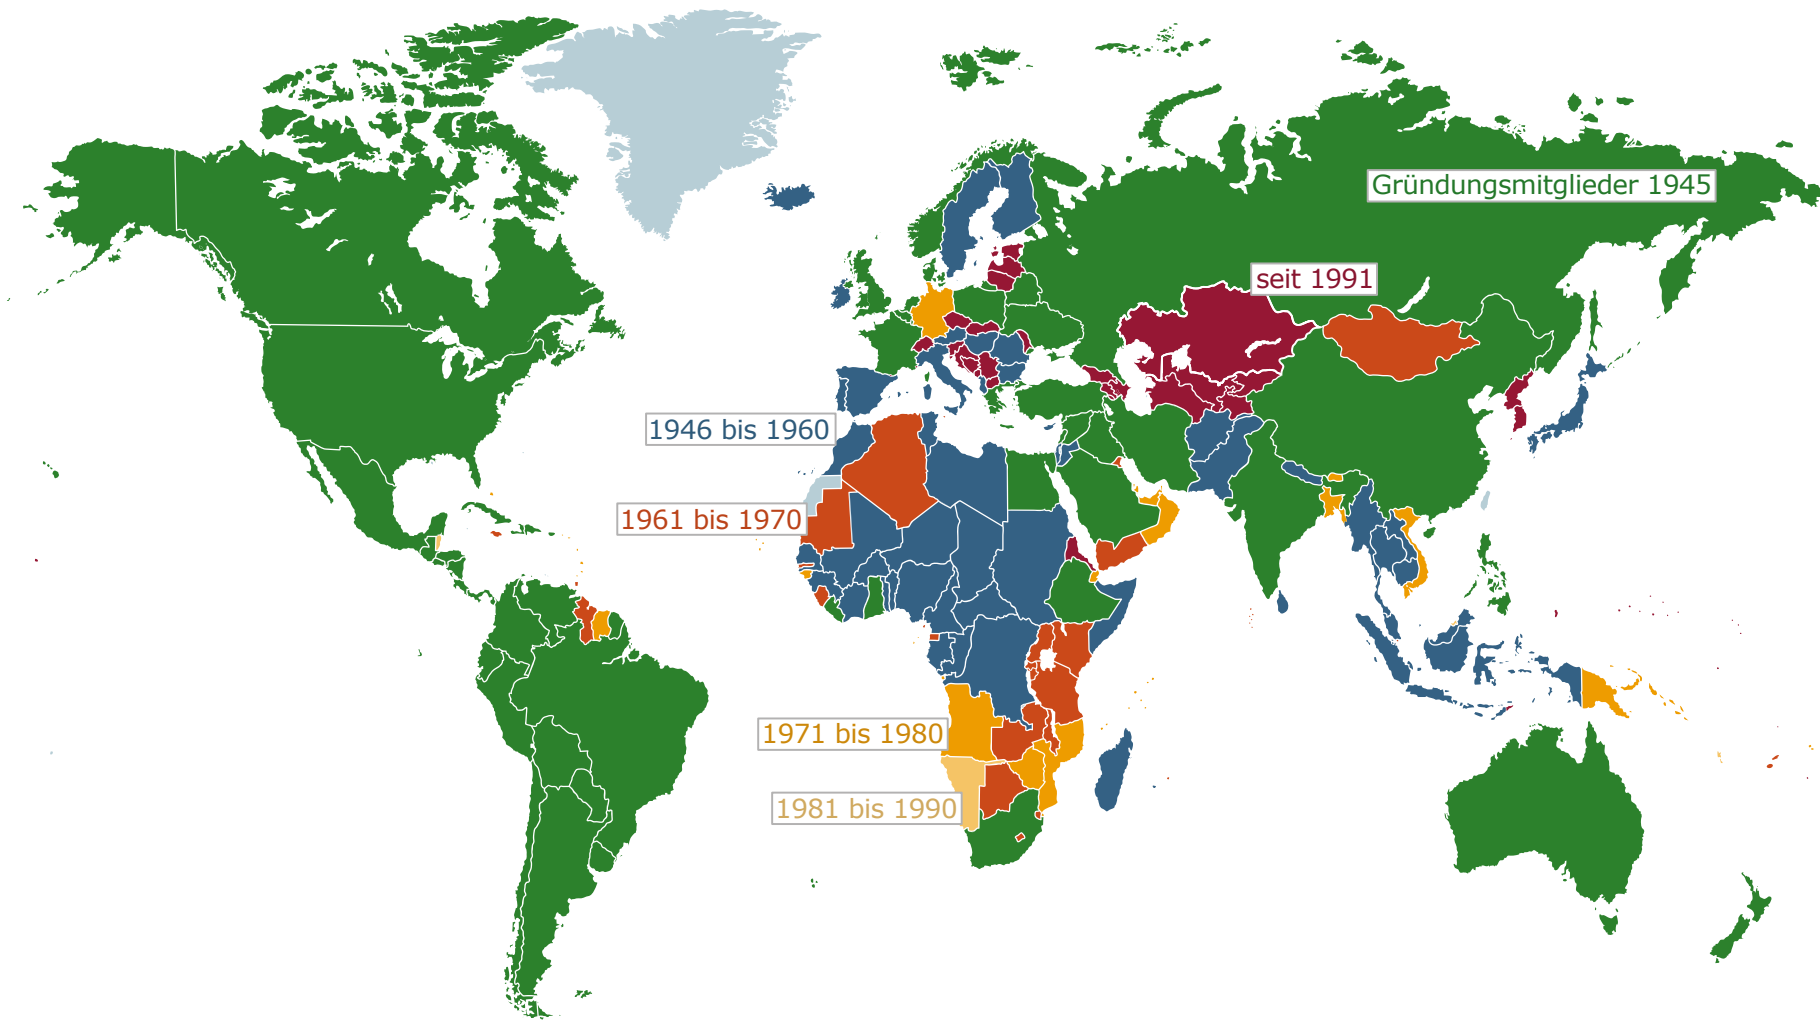 Gründungsmitglieder 1945
seit 1991
1946 bis 1960
1961 bis 1970
1971 bis 1980
1981 bis 1990